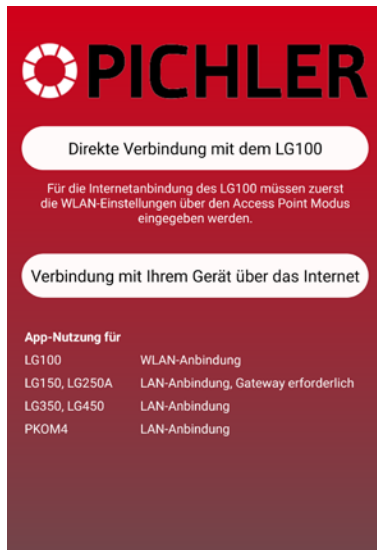 PICHLER
Direkte Verbindung mit dem LG100
Für die Internetanbindung des LG100 müssen zuerst
die WLAN-Einstellungen über den Access Point Modus
eingegeben werden.
Verbindung mit Ihrem Gerät über das Internet
App-Nutzung für
LG100 WLAN-Anbindung
LG150, LG250A LAN-Anbindung, Gateway erforderlich
LG350, LG450 LAN-Anbindung
PKOM4 LAN-Anbindung